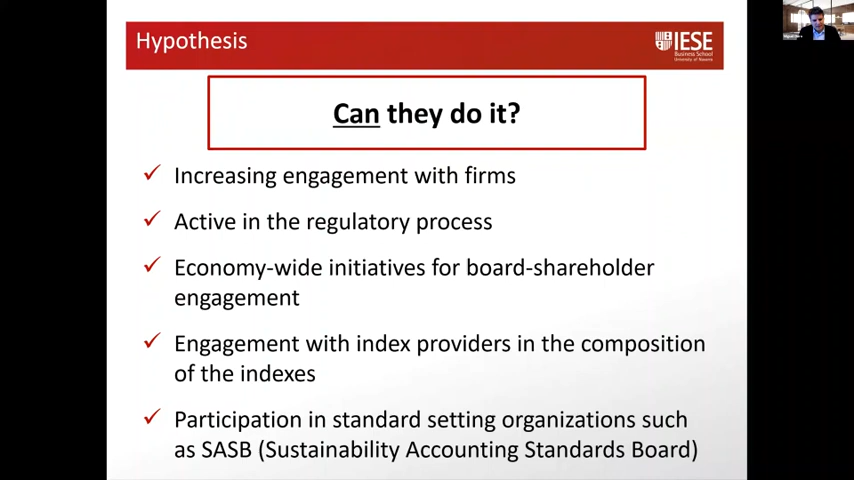 Hypothesis
IESE
Business School
University of Navarra
Can they do it?
✓ Increasing engagement with firms
✓ Active in the regulatory process
✓ Economy-wide initiatives for board-shareholder
engagement
✓ Engagement with index providers in the composition
of the indexes
✓ Participation in standard setting organizations such
as SASB (Sustainability Accounting Standards Board)